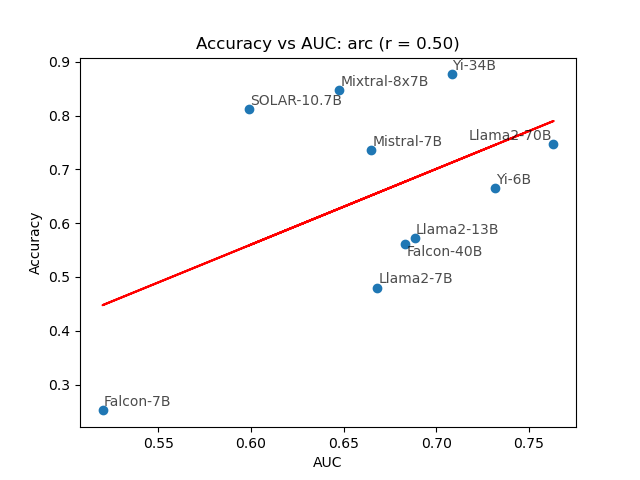 Accuracy vs AUC: arc (r = 0.50)
0.9
0.8
0.7
0.6
0.5
0.4
0.3
Accuracy
Yi-34B
Mixtral-8x7B
SOLAR-10.7B
Mistral-7B
Llama2-70B
Yi-6B
Llama2-13B
Falcon-40B
Llama2-7B
Falcon-7B
0.55
0.60
0.65
0.70
0.75
AUC